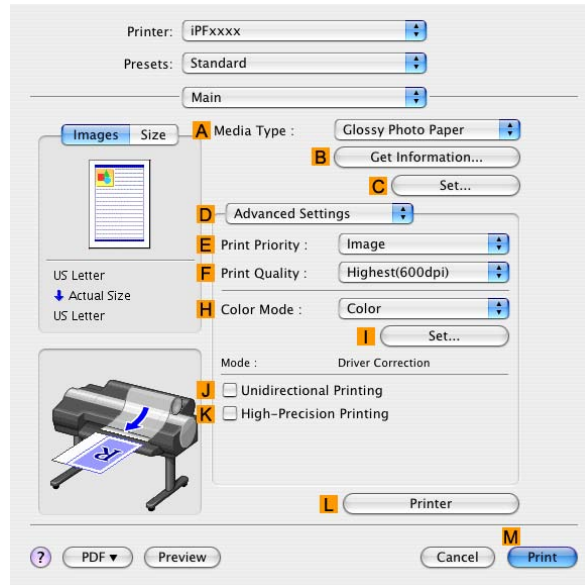 Printer: iPFxxxx
Presets: Standard
Main
Images Size
A Media Type : Glossy Photo Paper
B Get Information...
C Set...
D Advanced Settings
E Print Priority : Image
F Print Quality : Highest(600dpi)
US Letter
Actual Size
US Letter
H Color Mode : Color
I Set...
Mode : Driver Correction
J Unidirectional Printing
K High-Precision Printing
R
L Printer
M
? PDF▼ Preview Cancel Print